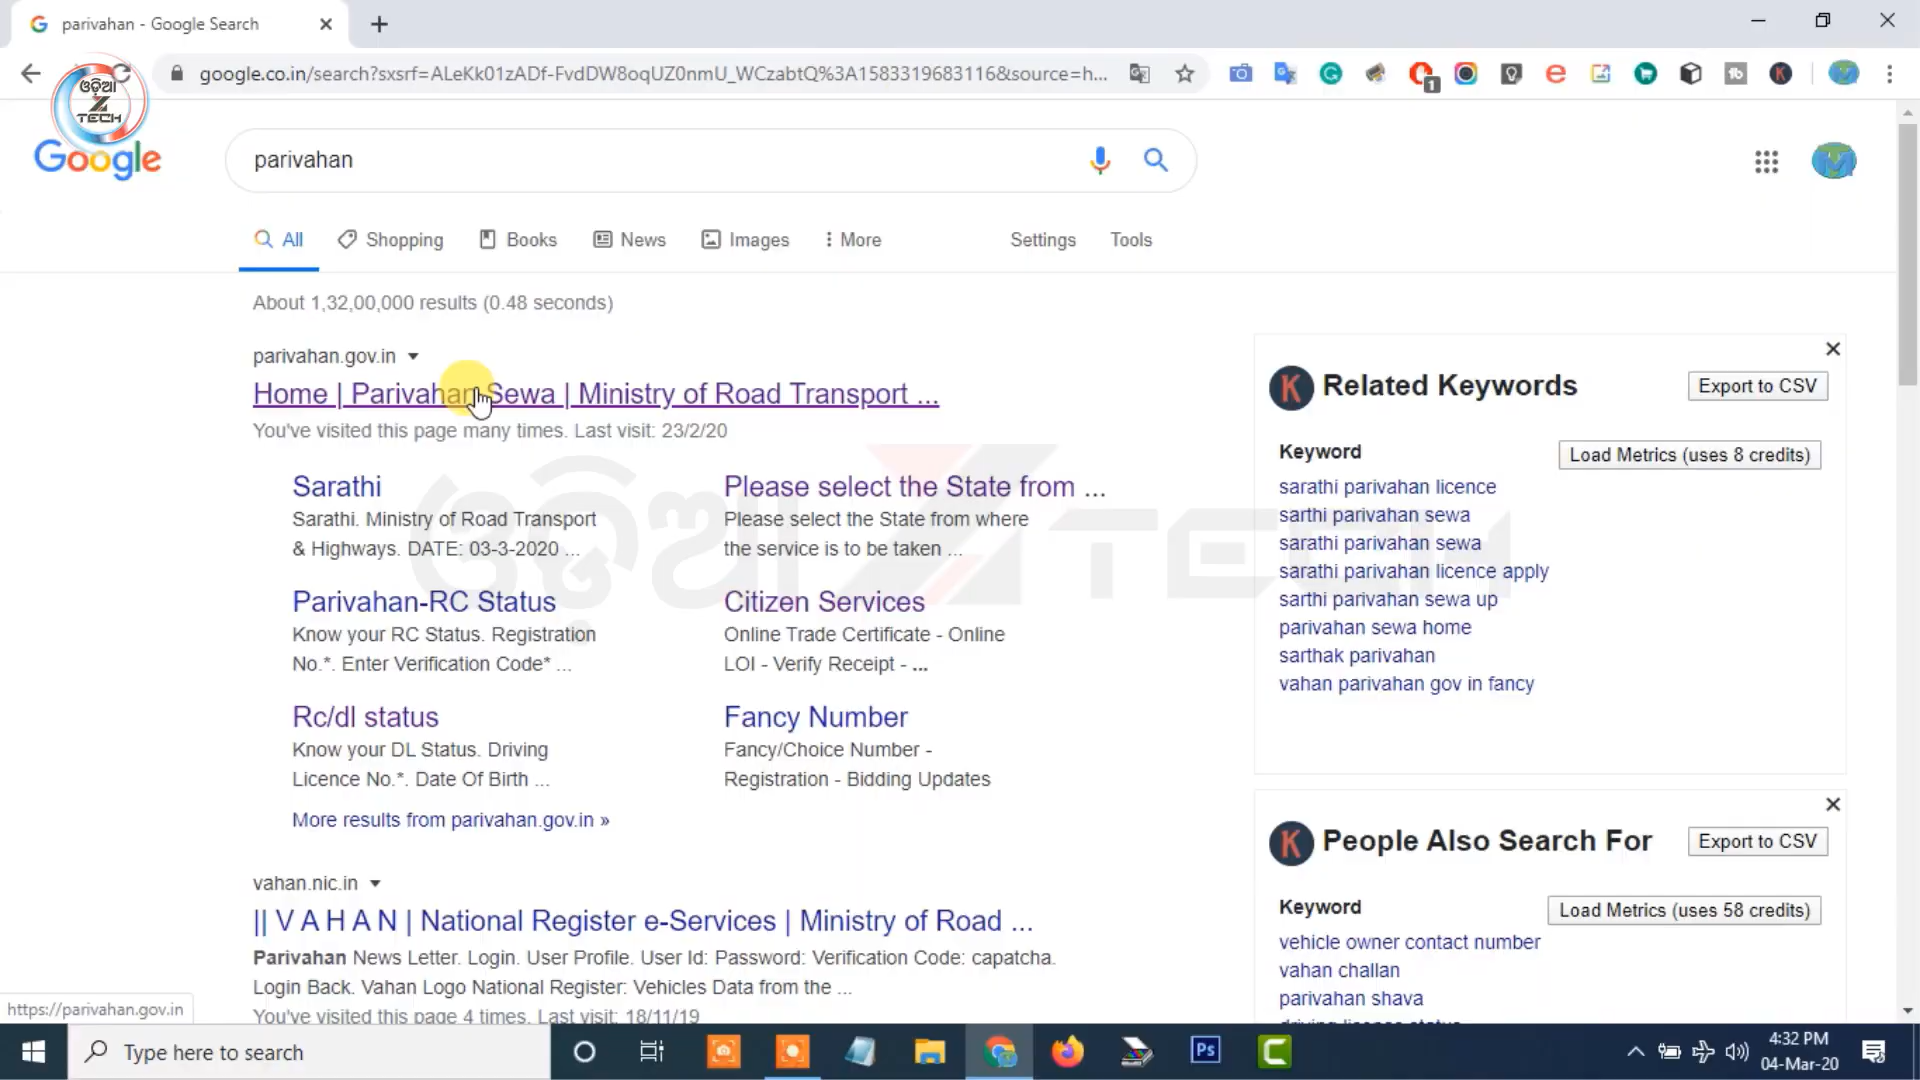 parivahan - Google Search
google.co.in/search?sxsrf=ALeKk01zADf-FvdDW8oqUZ0nmU_WCzabtQ%3A1583319683116&source=h...
ଓଡ଼ିଆ
Z
TECH
Google
parivahan
All Shopping Books News Images More Settings Tools
About 1,32,00,000 results (0.48 seconds)
parivahan.gov.in
Home | Parivahan Sewa | Ministry of Road Transport ...
You've visited this page many times. Last visit: 23/2/20
Sarathi
Sarathi. Ministry of Road Transport
& Highways. DATE: 03-3-2020 ...
Please select the State from ...
Please select the State from where
the service is to be taken ...
Parivahan-RC Status
Know your RC Status. Registration
No.*. Enter Verification Code* ...
Citizen Services
Online Trade Certificate - Online
LOI - Verify Receipt - ...
Rc/dl status
Know your DL Status. Driving
Licence No.*. Date Of Birth ...
Fancy Number
Fancy/Choice Number -
Registration - Bidding Updates
More results from parivahan.gov.in »
vahan.nic.in
|| V A H A N | National Register e-Services | Ministry of Road ...
Parivahan News Letter. Login. User Profile. User Id: Password: Verification Code: capatcha.
Login Back. Vahan Logo National Register: Vehicles Data from the ...
You've visited this page 4 times. Last visit: 18/11/19
K Related Keywords Export to CSV
Keyword Load Metrics (uses 8 credits)
sarathi parivahan licence
sarthi parivahan sewa
sarathi parivahan sewa
sarathi parivahan licence apply
sarthi parivahan sewa up
parivahan sewa home
sarthak parivahan
vahan parivahan gov in fancy
K People Also Search For Export to CSV
Keyword Load Metrics (uses 58 credits)
vehicle owner contact number
vahan challan
parivahan shava
driving licence status
ଓଡ଼ିଆ Z TECH
https://parivahan.gov.in
Type here to search
Ps
4:32 PM
04-Mar-20